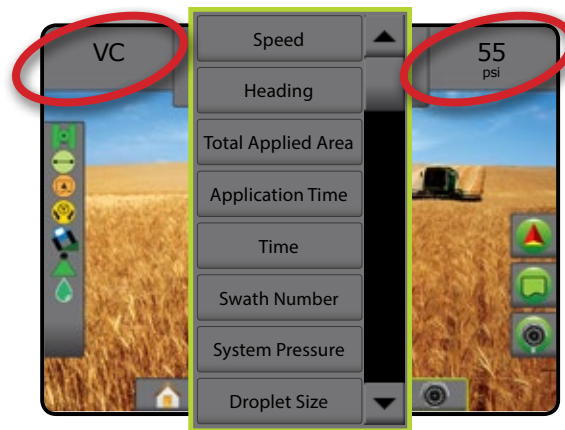 VC
55
psi
Speed
Heading
Total Applied Area
Application Time
Time
Swath Number
System Pressure
Droplet Size